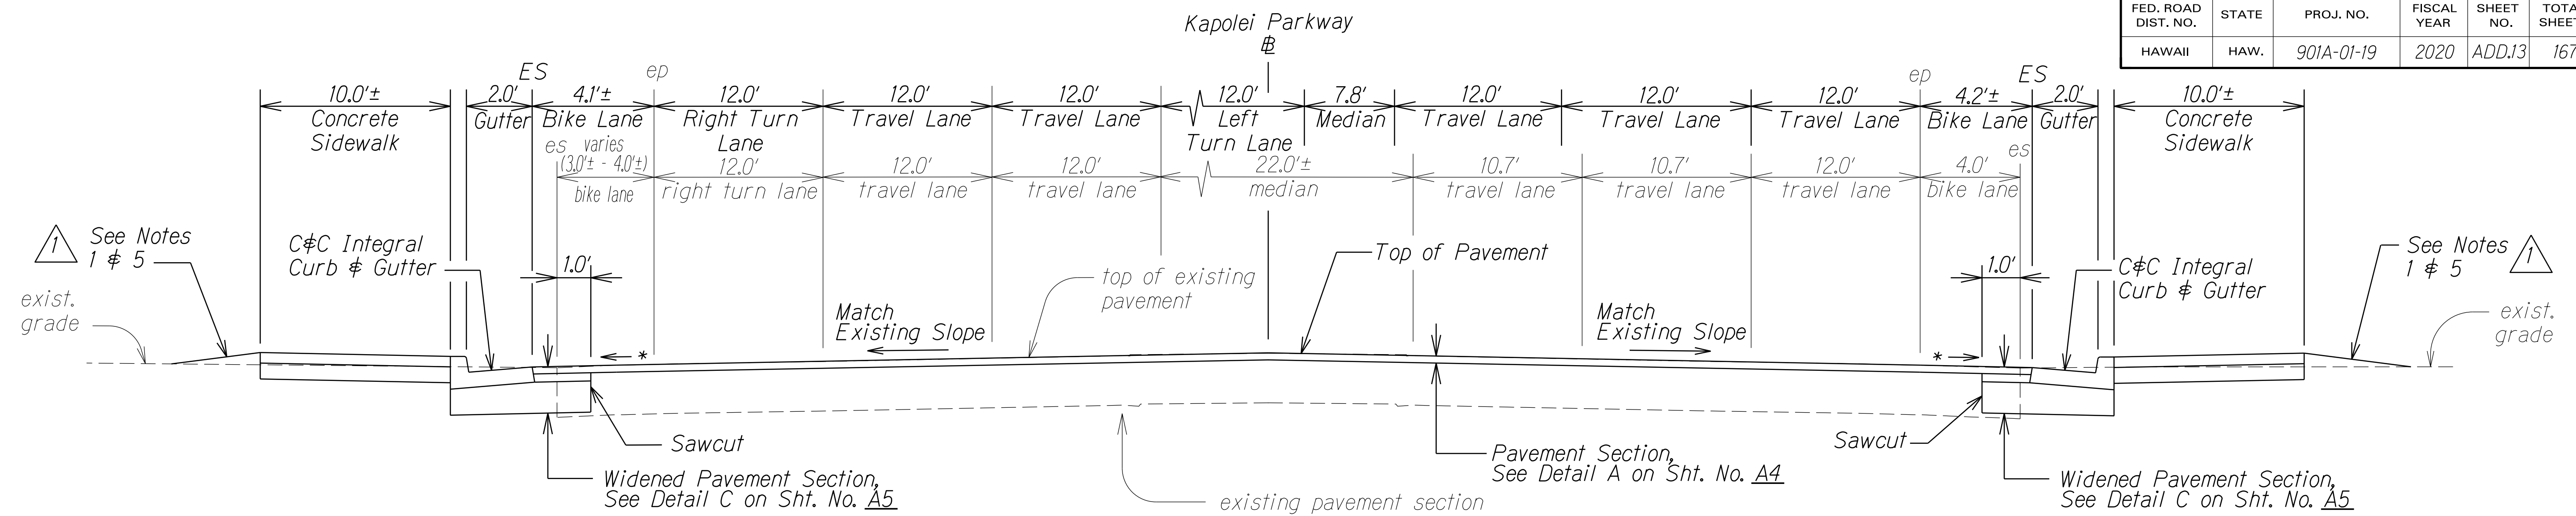 Kapolei Parkway
℄
FED. ROAD
DIST. NO.
STATE
PROJ. NO.
FISCAL
YEAR
SHEET
NO.
HAWAII
HAW.
901A-01-19
2020
ADD.13
167
ES
ep
ep
ES
10.0'±
2.0'
4.1'±
12.0'
12.0'
12.0'
12.0'
7.8'
12.0'
12.0'
12.0'
4.2'±
2.0'
10.0'±
Concrete
Sidewalk
Gutter
Bike Lane
Right Turn
Lane
Travel Lane
Travel Lane
Left
Turn Lane
Median
Travel Lane
Travel Lane
Travel Lane
Bike Lane
Gutter
Concrete
Sidewalk
es
varies
(3.0'± - 4.0'±)
12.0'
12.0'
12.0'
22.0'±
10.7'
10.7'
12.0'
4.0'
es
bike lane
right turn lane
travel lane
travel lane
median
travel lane
travel lane
travel lane
bike lane
1
See Notes
1 & 5
C&C Integral
Curb & Gutter
1.0'
exist.
grade
Match
Existing Slope
*
top of existing
pavement
Top of Pavement
Match
Existing Slope
*
1.0'
C&C Integral
Curb & Gutter
See Notes
1 & 5
1
exist.
grade
Sawcut
Widened Pavement Section,
See Detail C on Sht. No. A5
existing pavement section
Pavement Section,
See Detail A on Sht. No. A4
Sawcut
Widened Pavement Section,
See Detail C on Sht. No. A5